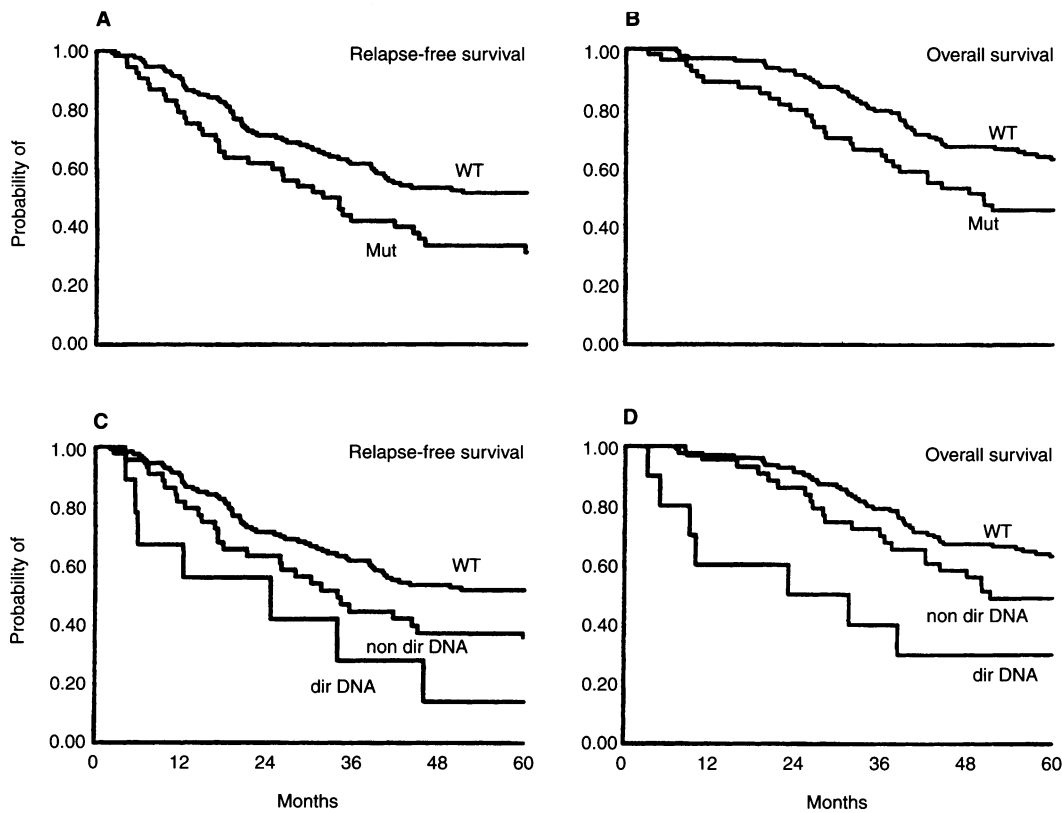 A
Relapse-free survival
Probability of
1.00
0.80
0.60
0.40
0.20
0.00
WT
Mut
B
Overall survival
1.00
0.80
0.60
0.40
0.20
0.00
WT
Mut
C
Relapse-free survival
Probability of
1.00
0.80
0.60
0.40
0.20
0.00
WT
non dir DNA
dir DNA
0 12 24 36 48 60
Months
D
Overall survival
1.00
0.80
0.60
0.40
0.20
0.00
WT
non dir DNA
dir DNA
0 12 24 36 48 60
Months